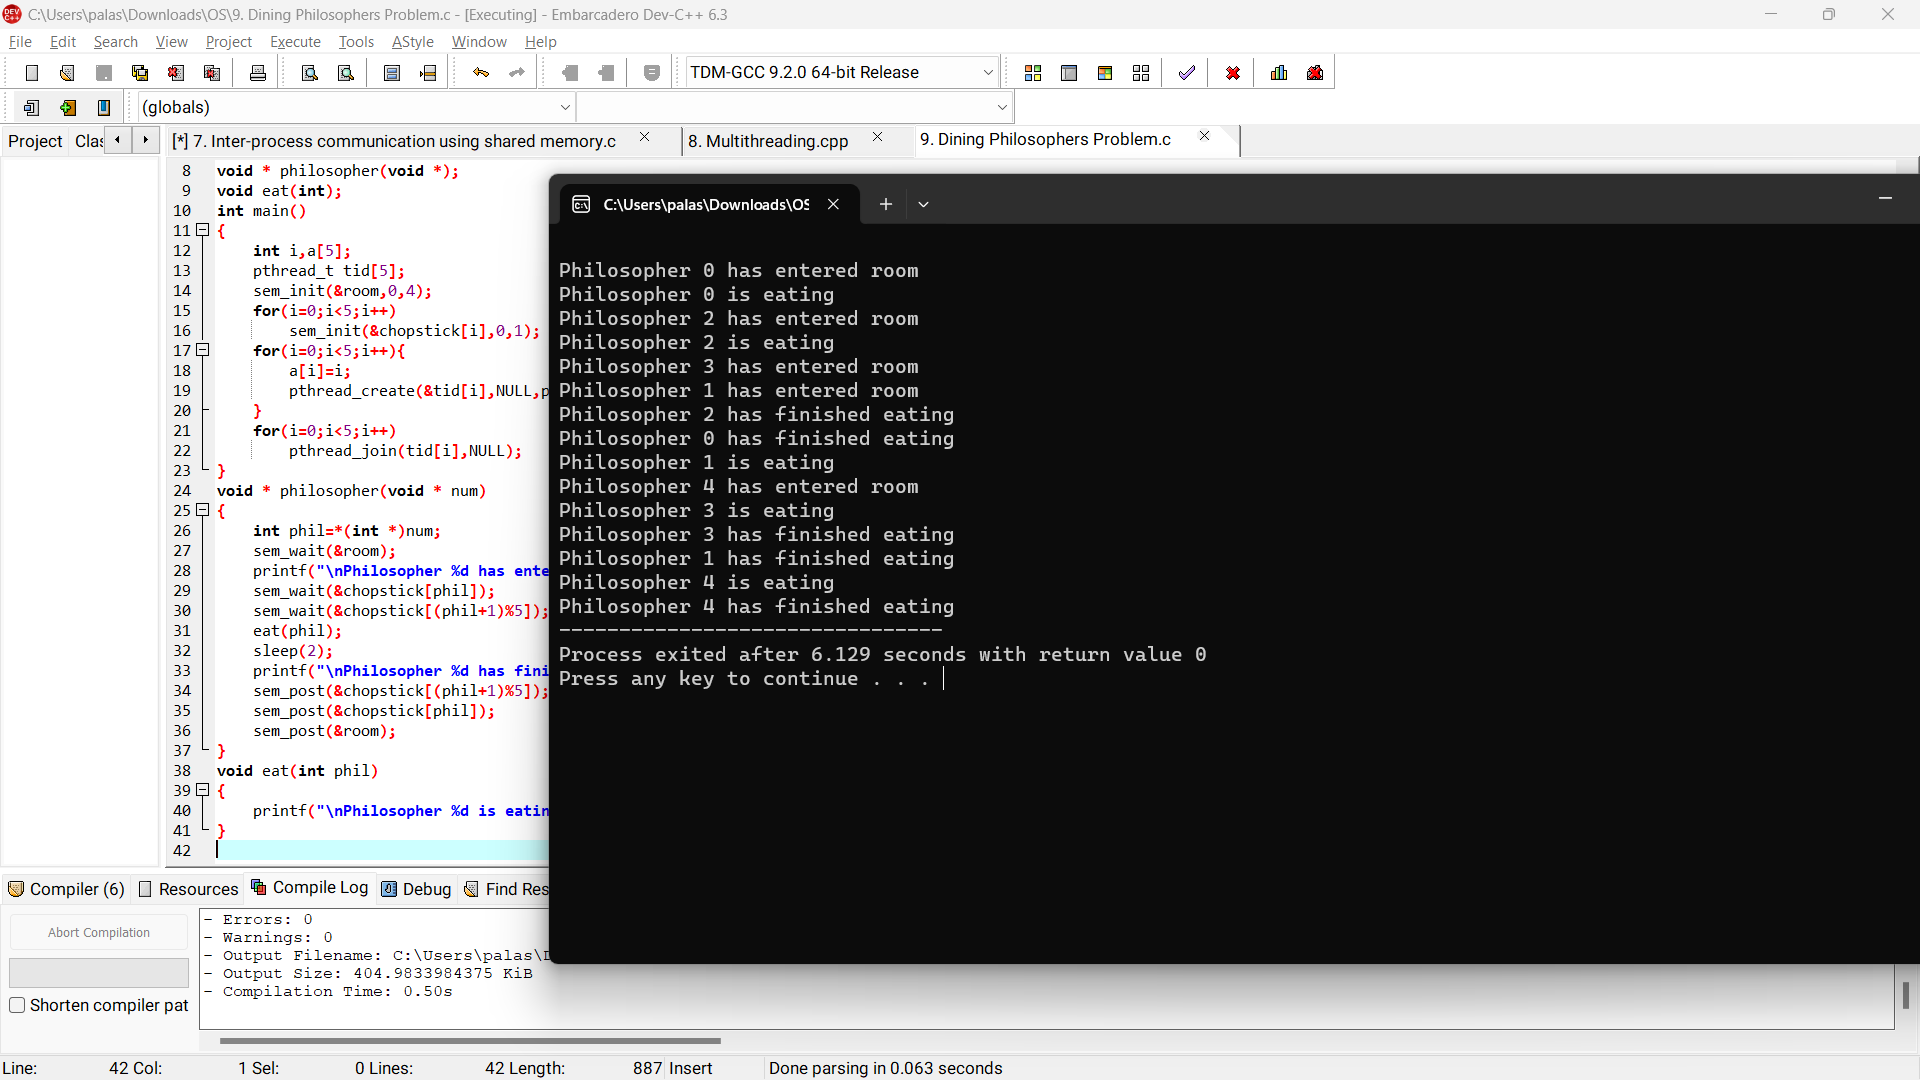 C:\Users\palas\Downloads\OS\9. Dining Philosophers Problem.c - [Executing] - Embarcadero Dev-C++ 6.3
File Edit Search View Project Execute Tools AStyle Window Help
TDM-GCC 9.2.0 64-bit Release
(globals)
Project Clas [*] 7. Inter-process communication using shared memory.c 8. Multithreading.cpp 9. Dining Philosophers Problem.c
8 void * philosopher(void *);
9 void eat(int);
10 int main()
11 {
12 int i,a[5];
13 pthread_t tid[5];
14 sem_init(&room,0,4);
15 for(i=0;i<5;i++)
16 sem_init(&chopstick[i],0,1);
17 for(i=0;i<5;i++){
18 a[i]=i;
19 pthread_create(&tid[i],NULL,p
20 }
21 for(i=0;i<5;i++)
22 pthread_join(tid[i],NULL);
23 }
24 void * philosopher(void * num)
25 {
26 int phil=*(int *)num;
27 sem_wait(&room);
28 printf("\nPhilosopher %d has ente
29 sem_wait(&chopstick[phil]);
30 sem_wait(&chopstick[(phil+1)%5]);
31 eat(phil);
32 sleep(2);
33 printf("\nPhilosopher %d has fini
34 sem_post(&chopstick[(phil+1)%5]);
35 sem_post(&chopstick[phil]);
36 sem_post(&room);
37 }
38 void eat(int phil)
39 {
40 printf("\nPhilosopher %d is eatin
41 }
42
C:\Users\palas\Downloads\OS
Philosopher 0 has entered room
Philosopher 0 is eating
Philosopher 2 has entered room
Philosopher 2 is eating
Philosopher 3 has entered room
Philosopher 1 has entered room
Philosopher 2 has finished eating
Philosopher 0 has finished eating
Philosopher 1 is eating
Philosopher 4 has entered room
Philosopher 3 is eating
Philosopher 3 has finished eating
Philosopher 1 has finished eating
Philosopher 4 is eating
Philosopher 4 has finished eating
--------------------------------
Process exited after 6.129 seconds with return value 0
Press any key to continue . . .
Compiler (6) Resources Compile Log Debug Find Res
Abort Compilation
Shorten compiler pat
- Errors: 0
- Warnings: 0
- Output Filename: C:\Users\palas\D
- Output Size: 404.9833984375 KiB
- Compilation Time: 0.50s
Line: 42 Col: 1 Sel: 0 Lines: 42 Length: 887 Insert Done parsing in 0.063 seconds